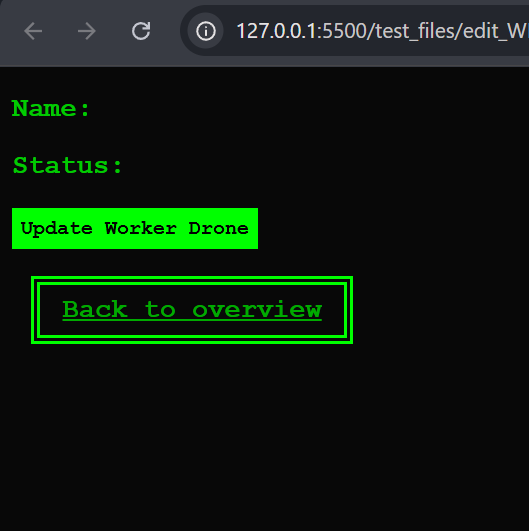 127.0.0.1:5500/test_files/edit_W
Name:
Status:
Update Worker Drone
Back to overview